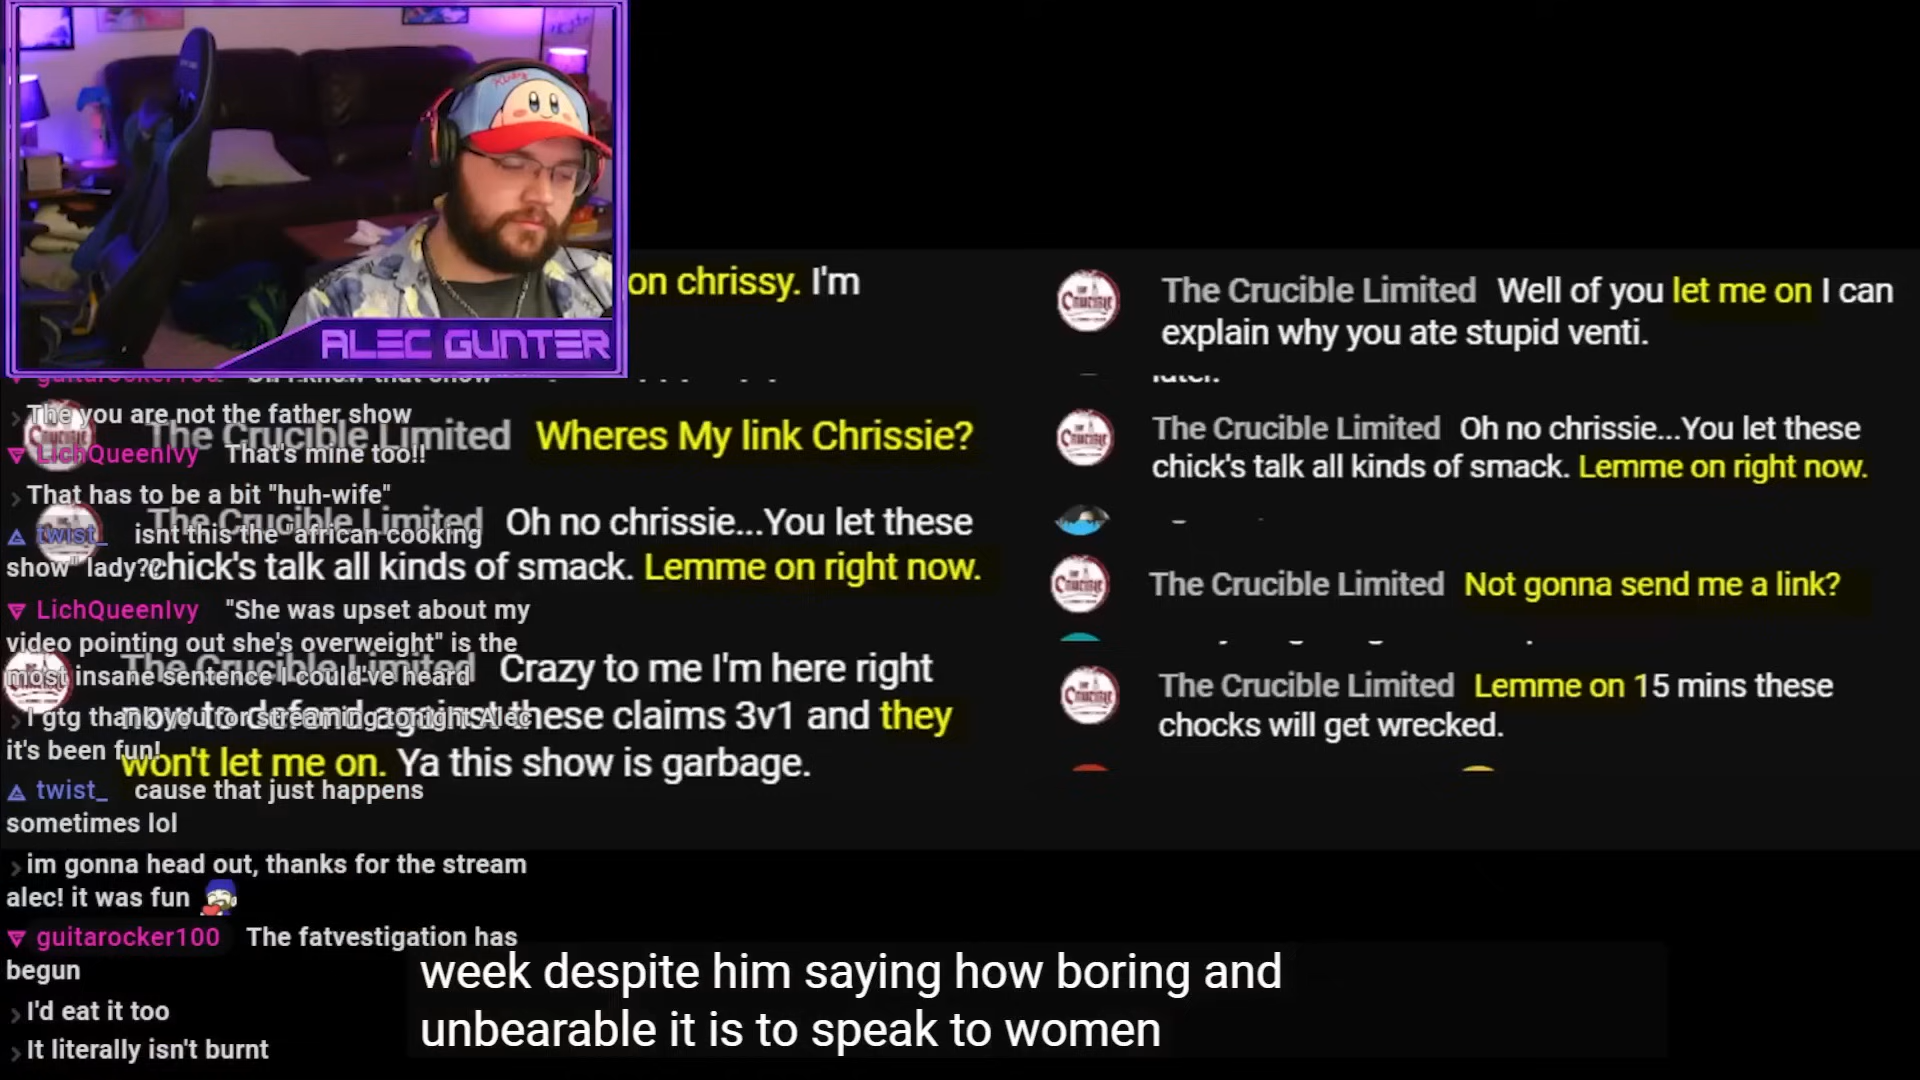 ALEC GUNTER
on chrissy. I'm
The Crucible Limited Well of you let me on I can
explain why you ate stupid venti.
later.
The you are not the father show
The Crucible Limited Wheres My link Chrissie?
LichQueenIvy That's mine too!!
That has to be a bit "huh-wife"
The Crucible Limited Oh no chrissie...You let these
chick's talk all kinds of smack. Lemme on right now.
twist_ isnt this the "african cooking
show" lady??
LichQueenIvy "She was upset about my
video pointing out she's overweight" is the
most insane sentence I could've heard
The Crucible Limited Crazy to me I'm here right
now to defend against these claims 3v1 and they
won't let me on. Ya this show is garbage.
I gtg thank you for streaming tonight Alec
it's been fun!
twist_ cause that just happens
sometimes lol
im gonna head out, thanks for the stream
alec! it was fun
guitarocker100 The fatvestigation has
begun
I'd eat it too
It literally isn't burnt
The Crucible Limited Oh no chrissie...You let these
chick's talk all kinds of smack. Lemme on right now.
The Crucible Limited Not gonna send me a link?
The Crucible Limited Lemme on 15 mins these
chocks will get wrecked.
week despite him saying how boring and
unbearable it is to speak to women